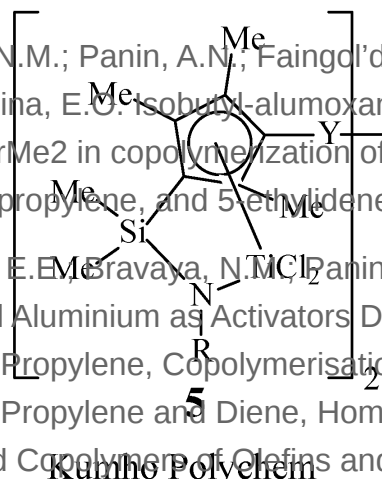 Me
N.M.; Panin, A.N.; Faingol'd
Me
ina, E.O. Isobutyl-alumoxan
Y
rMe2 in copolymerization of
Me
propylene, and 5-ethylidene
Me
Si
Me
E.E.; Bravaya, N.M.; Panin
TiCl2
N
Aluminium as Activators D
R
Propylene, Copolymerisatio
2
5
Propylene and Diene, Hom
d Copolymers of Olefins and
Kumho Polychem